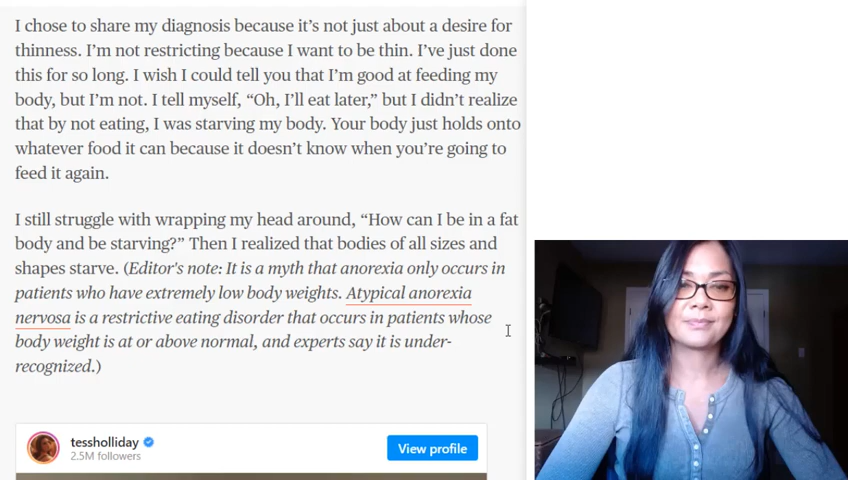 I chose to share my diagnosis because it’s not just about a desire for
thinness. I’m not restricting because I want to be thin. I’ve just done
this for so long. I wish I could tell you that I’m good at feeding my
body, but I’m not. I tell myself, “Oh, I’ll eat later,” but I didn’t realize
that by not eating, I was starving my body. Your body just holds onto
whatever food it can because it doesn’t know when you’re going to
feed it again.
I still struggle with wrapping my head around, “How can I be in a fat
body and be starving?” Then I realized that bodies of all sizes and
shapes starve. (Editor's note: It is a myth that anorexia only occurs in
patients who have extremely low body weights. Atypical anorexia
nervosa is a restrictive eating disorder that occurs in patients whose
body weight is at or above normal, and experts say it is under-
recognized.)
tessholliday
2.5M followers
View profile